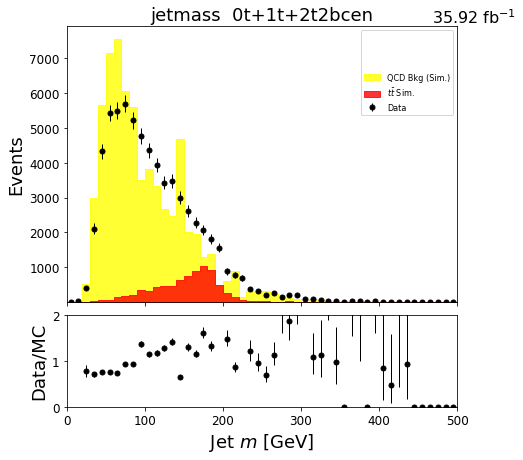 jetmass  0t+1t+2t2bcen
35.92 fb⁻¹
Events
7000
6000
5000
4000
3000
2000
1000
QCD Bkg (Sim.)
tt̄ Sim.
Data
Data/MC
2
1
0
0 100 200 300 400 500
Jet m [GeV]